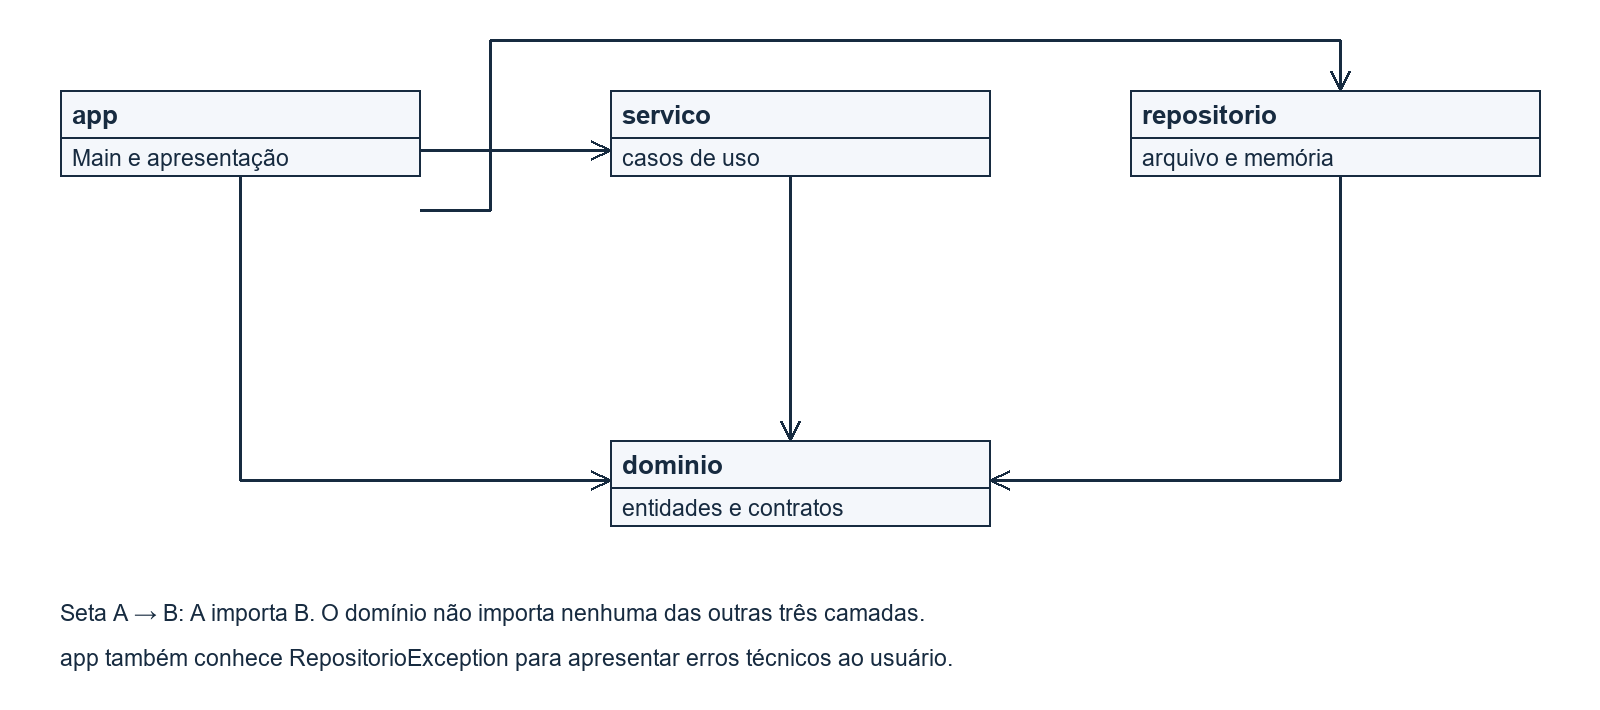 app
Main e apresentação
servico
casos de uso
repositorio
arquivo e memória
dominio
entidades e contratos
Seta A → B: A importa B. O domínio não importa nenhuma das outras três camadas.
app também conhece RepositorioException para apresentar erros técnicos ao usuário.